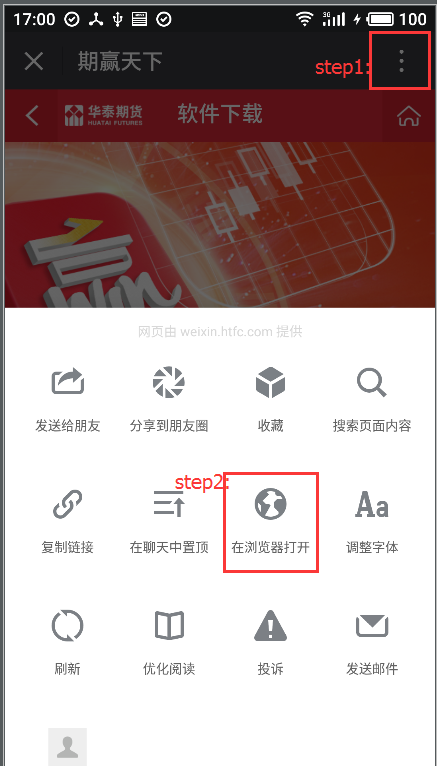 17:00 3G 100
期赢天下
step1:
华泰期货 软件下载
HUATAI FUTURES
赢
Win
网页由 weixin.htfc.com 提供
发送给朋友 分享到朋友圈 收藏 搜索页面内容
step2:
Aa
复制链接 在聊天中置顶 在浏览器打开 调整字体
刷新 优化阅读 投诉 发送邮件